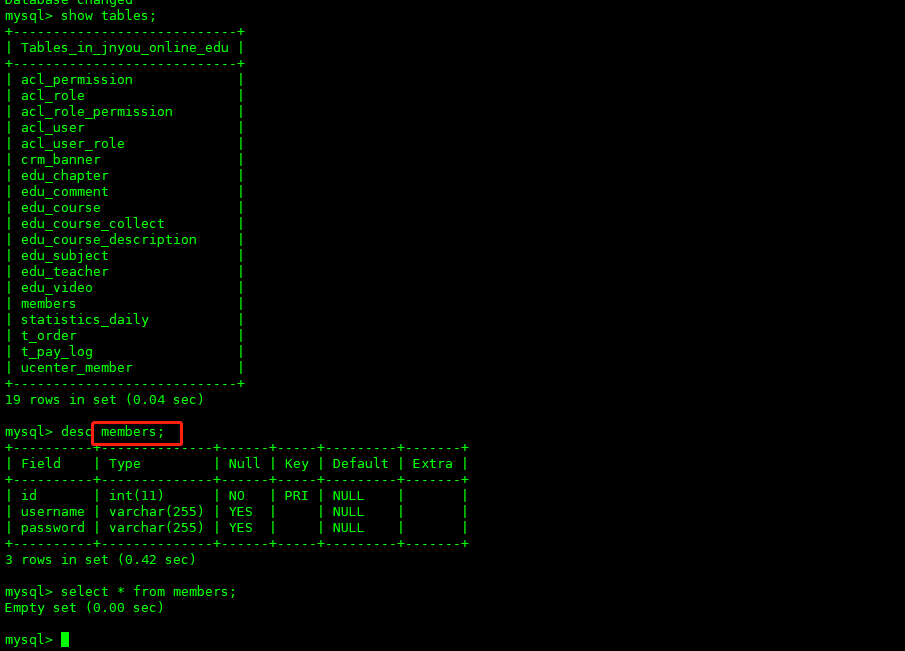 Database changed
mysql> show tables;
+----------------------------+
| Tables_in_jnyou_online_edu |
+----------------------------+
| acl_permission             |
| acl_role                   |
| acl_role_permission        |
| acl_user                   |
| acl_user_role              |
| crm_banner                 |
| edu_chapter                |
| edu_comment                |
| edu_course                 |
| edu_course_collect         |
| edu_course_description     |
| edu_subject                |
| edu_teacher                |
| edu_video                  |
| members                    |
| statistics_daily           |
| t_order                    |
| t_pay_log                  |
| ucenter_member             |
+----------------------------+
19 rows in set (0.04 sec)
mysql> desc members;
+----------+--------------+------+-----+---------+-------+
| Field    | Type         | Null | Key | Default | Extra |
+----------+--------------+------+-----+---------+-------+
| id       | int(11)      | NO   | PRI | NULL    |       |
| username | varchar(255) | YES  |     | NULL    |       |
| password | varchar(255) | YES  |     | NULL    |       |
+----------+--------------+------+-----+---------+-------+
3 rows in set (0.42 sec)
mysql> select * from members;
Empty set (0.00 sec)
mysql>